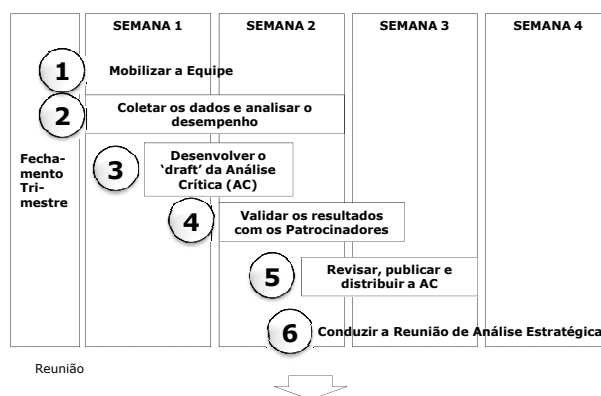 SEMANA 1
SEMANA 2
SEMANA 3
SEMANA 4
1
Mobilizar a Equipe
2
Coletar os dados e analisar o
desempenho
Fecha-
mento
Tri-
mestre
3
Desenvolver o
‘draft’ da Análise
Crítica (AC)
4
Validar os resultados
com os Patrocinadores
5
Revisar, publicar e
distribuir a AC
6
Conduzir a Reunião de Análise Estratégica
Reunião